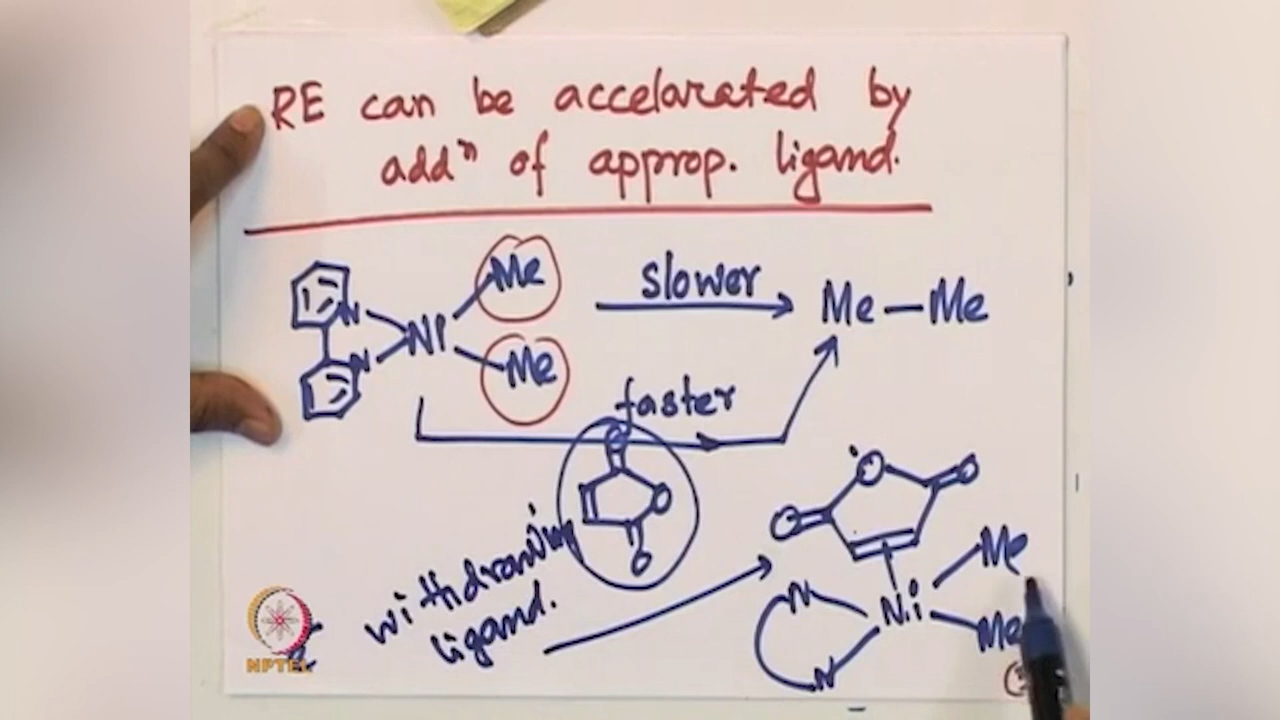 RE can be accelarated by
addⁿ of approp. ligand.
Me
slower
Me — Me
N
Ni
N
Me
faster
O
O
O
O
O
O
withdrawing
ligand.
Me
N
Ni
Me
N
NPTEL